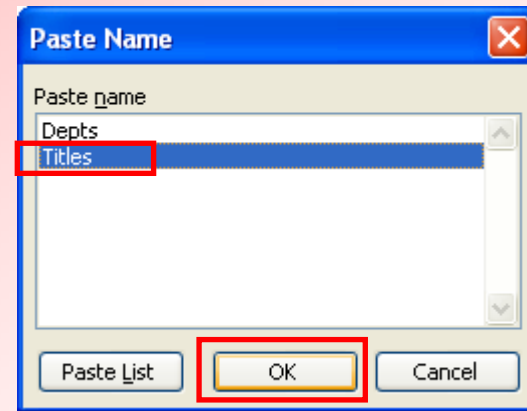 Paste Name
Paste name
Depts
Titles
Paste List
OK
Cancel